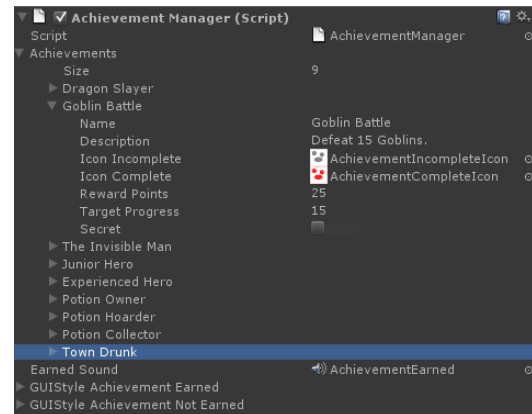 Achievement Manager (Script)
Script AchievementManager
Achievements
Size 9
Dragon Slayer
Goblin Battle
Name Goblin Battle
Description Defeat 15 Goblins.
Icon Incomplete AchievementIncompleteIcon
Icon Complete AchievementCompleteIcon
Reward Points 25
Target Progress 15
Secret
The Invisible Man
Junior Hero
Experienced Hero
Potion Owner
Potion Hoarder
Potion Collector
Town Drunk
Earned Sound AchievementEarned
GUIStyle Achievement Earned
GUIStyle Achievement Not Earned